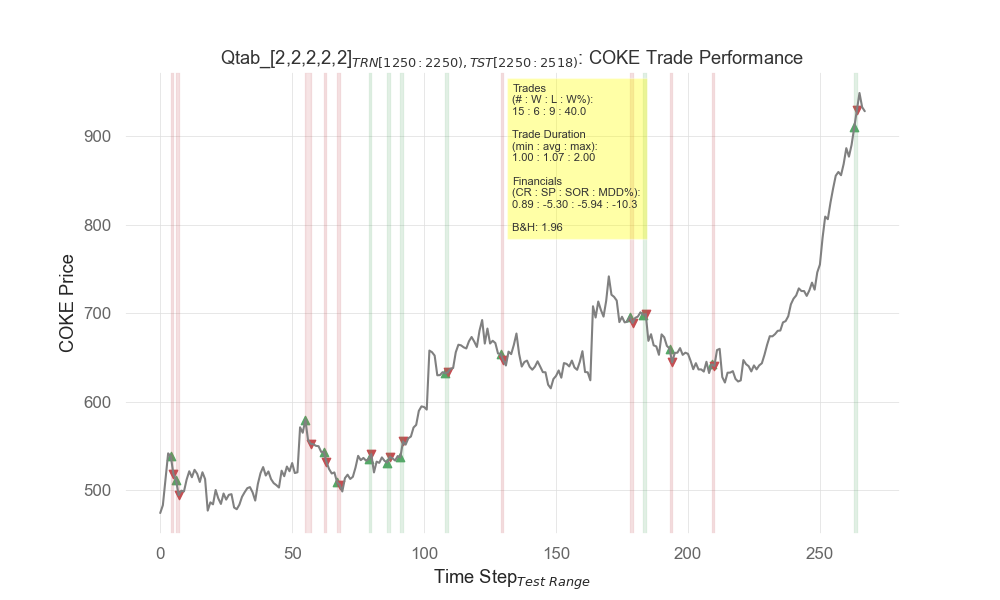 Qtab_[2,2,2,2,2]TRN[1250:2250),TST[2250:2518): COKE Trade Performance
Trades
(# : W : L : W%):
15 : 6 : 9 : 40.0
Trade Duration
(min : avg : max):
1.00 : 1.07 : 2.00
Financials
(CR : SP : SOR : MDD%):
0.89 : -5.30 : -5.94 : -10.3
B&H: 1.96
COKE Price
900
800
700
600
500
0 50 100 150 200 250
Time StepTest Range